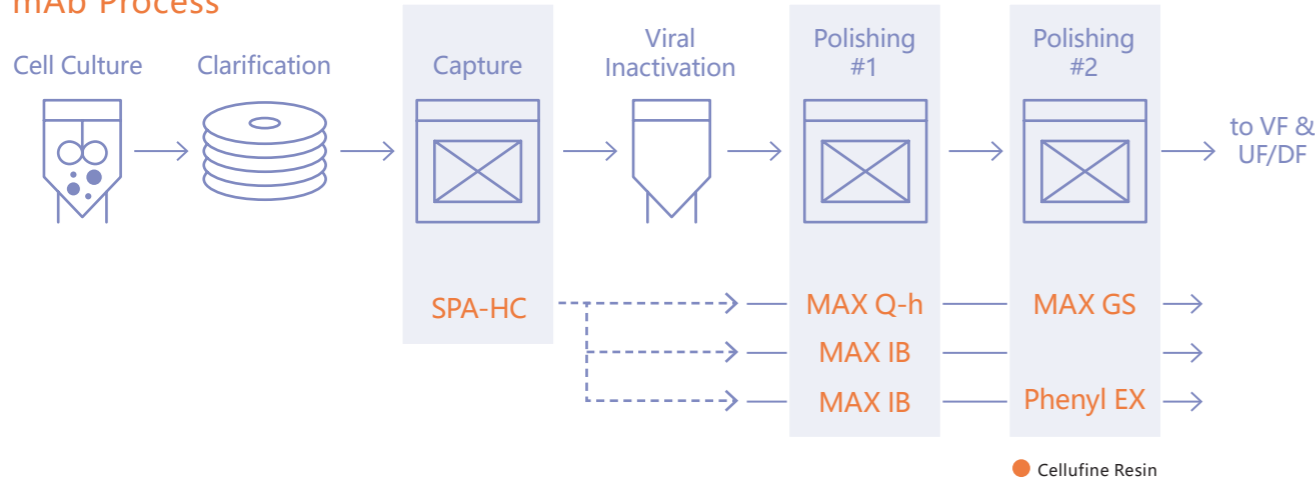 mAb Process
Cell Culture
Clarification
Capture
Viral
Inactivation
Polishing
#1
Polishing
#2
to VF &
UF/DF
SPA-HC
MAX Q-h
MAX GS
MAX IB
MAX IB
Phenyl EX
Cellufine Resin